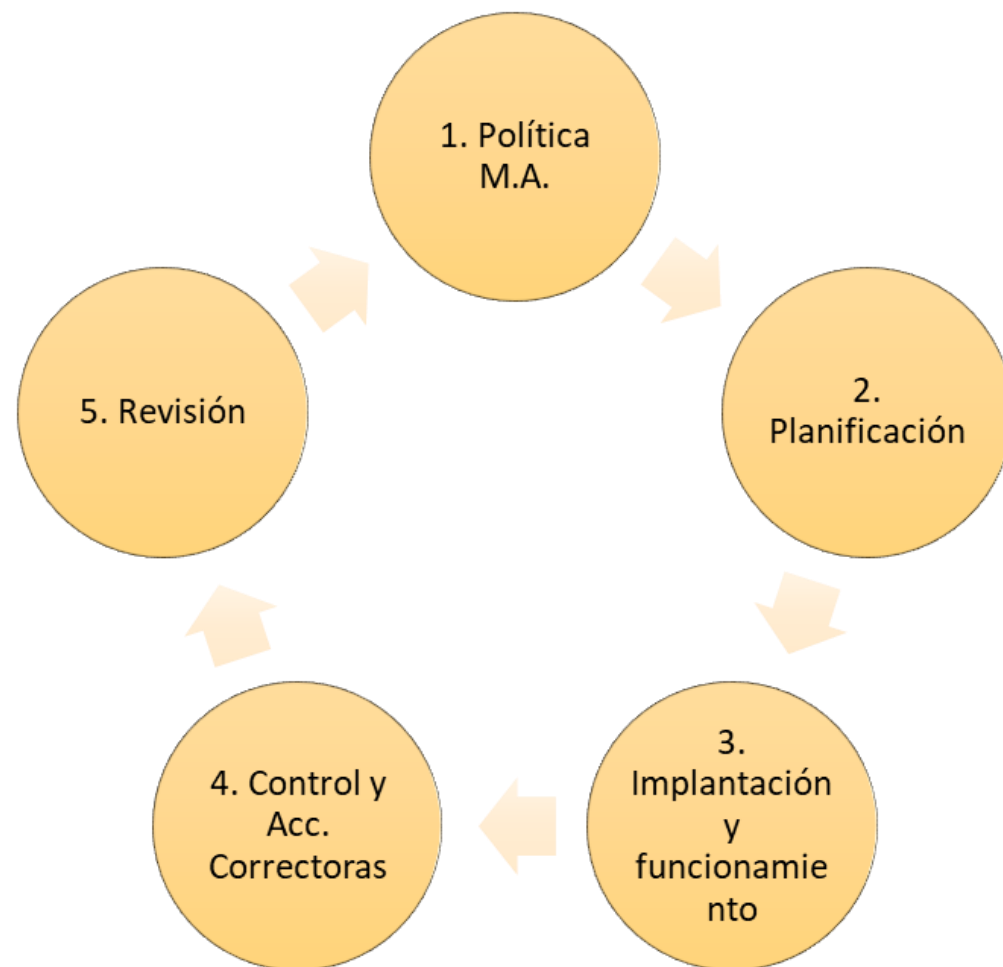 1. Política
M.A.
2.
Planificación
3.
Implantación
y
funcionamie
nto
4. Control y
Acc.
Correctoras
5. Revisión